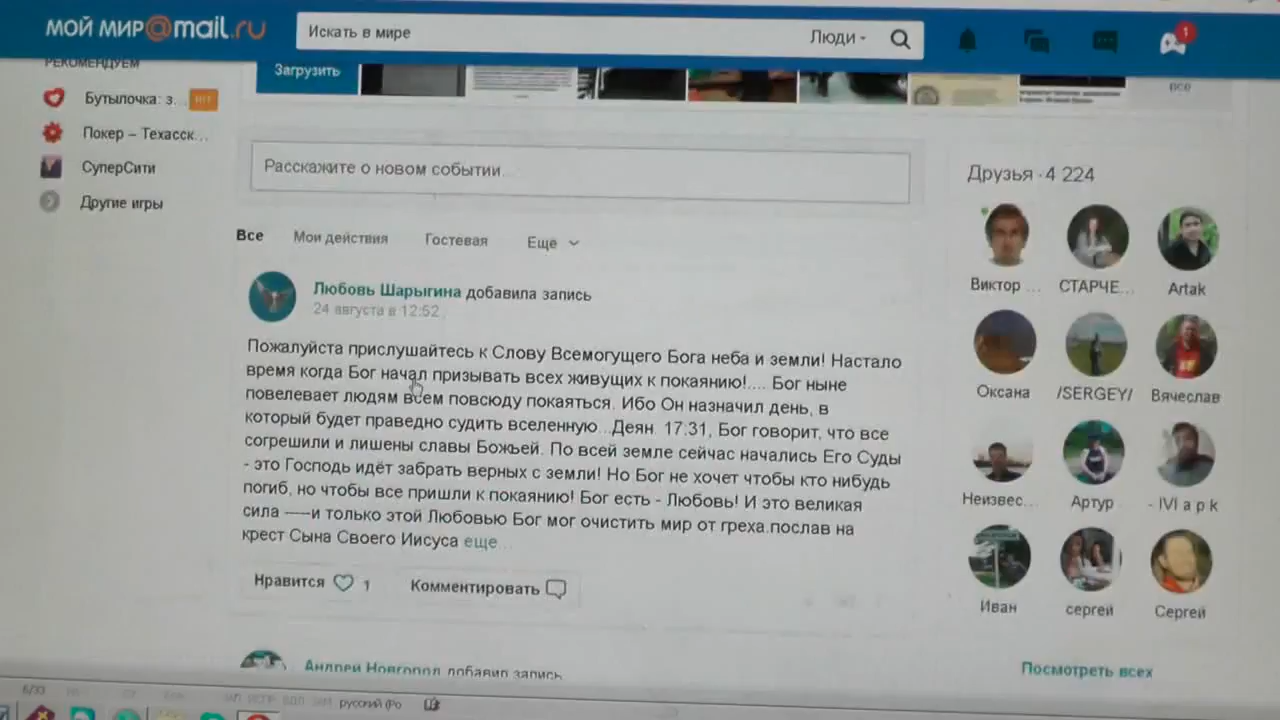 МОЙ МИР@mail.ru
Искать в мире
Люди
1
РЕКОМЕНДУЕМ
Бутылочка: з...
Покер – Техасск...
СуперСити
Другие игры
Загрузить
все
Расскажите о новом событии...
Все Мои действия Гостевая Еще
Любовь Шарыгина добавила запись
24 августа в 12:52
Пожалуйста прислушайтесь к Слову Всемогущего Бога неба и земли! Настало
время когда Бог начал призывать всех живущих к покаянию!.... Бог ныне
повелевает людям всем повсюду покаяться. Ибо Он назначил день, в
который будет праведно судить вселенную...Деян. 17.31, Бог говорит, что все
согрешили и лишены славы Божьей. По всей земле сейчас начались Его Суды
- это Господь идёт забрать верных с земли! Но Бог не хочет чтобы кто нибудь
погиб, но чтобы все пришли к покаянию! Бог есть - Любовь! И это великая
сила -----и только этой Любовью Бог мог очистить мир от греха.послав на
крест Сына Своего Иисуса еще...
Нравится 1 Комментировать
Андрей Новгород добавил запись
Друзья · 4 224
Виктор ... СТАРЧЕ... Artak
Оксана /SERGEY/ Вячеслав
Неизвес... Артур - IVI a p k
Иван сергей Сергей
Посмотреть всех
6/33
русский (Ро